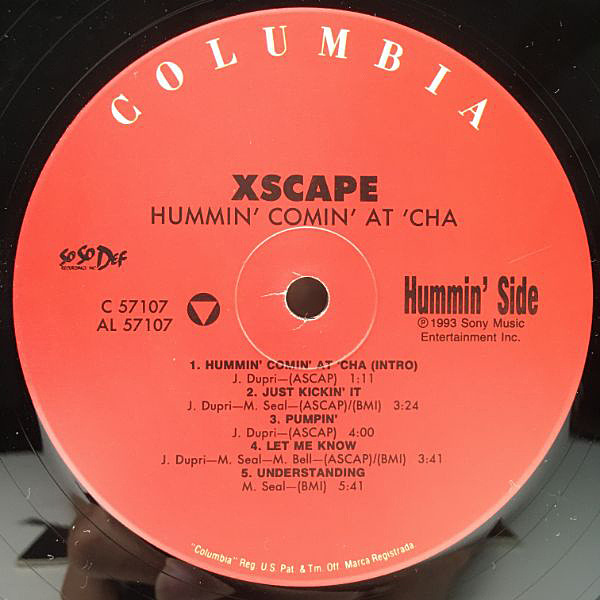 COLUMBIA
XSCAPE
HUMMIN' COMIN' AT 'CHA
SO SO DEF
RECORDINGS INC.
C 57107
AL 57107
Hummin' Side
℗ 1993 Sony Music
Entertainment Inc.
1. HUMMIN' COMIN' AT 'CHA (INTRO)
J. Dupri—(ASCAP) 1:11
2. JUST KICKIN' IT
J. Dupri—M. Seal—(ASCAP)/(BMI) 3:24
3. PUMPIN'
J. Dupri—(ASCAP) 4:00
4. LET ME KNOW
J. Dupri—M. Seal—M. Bell—(ASCAP)/(BMI) 3:41
5. UNDERSTANDING
M. Seal—(BMI) 5:41
"Columbia" Reg. U.S. Pat. & Tm. Off. Marca Registrada.